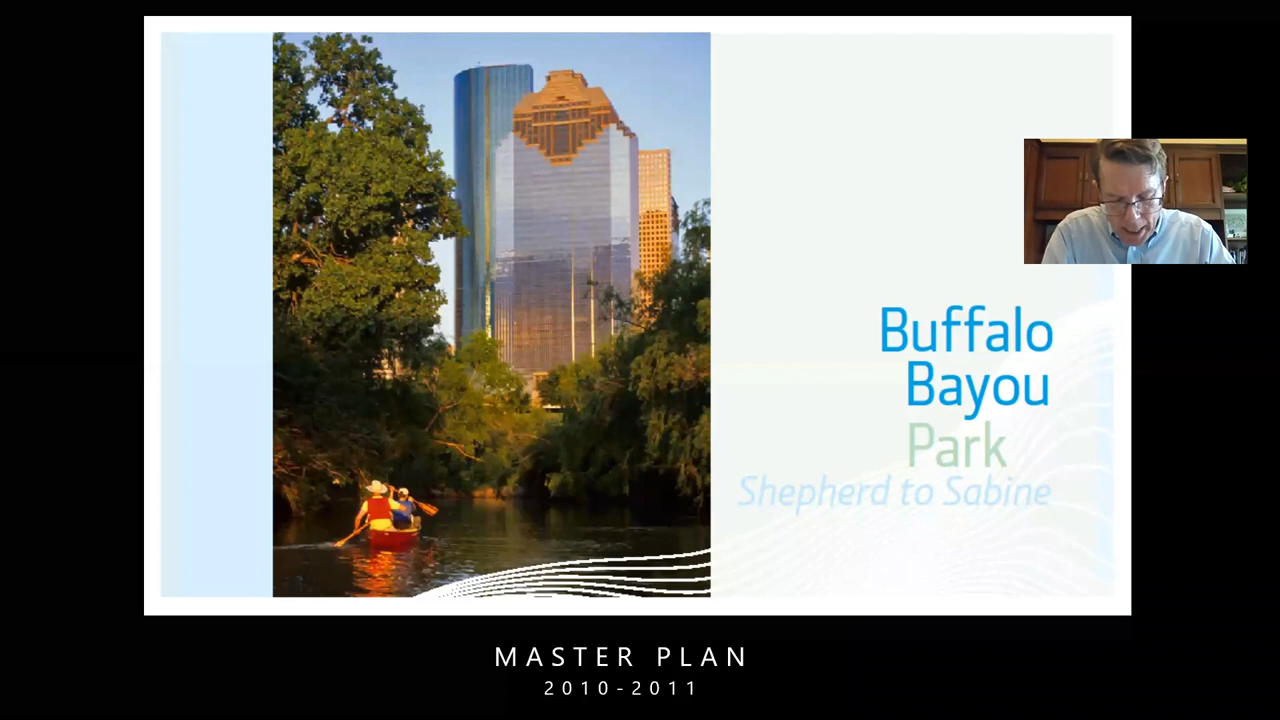 Buffalo
Bayou
Park
Shepherd to Sabine
MASTER PLAN
2010-2011